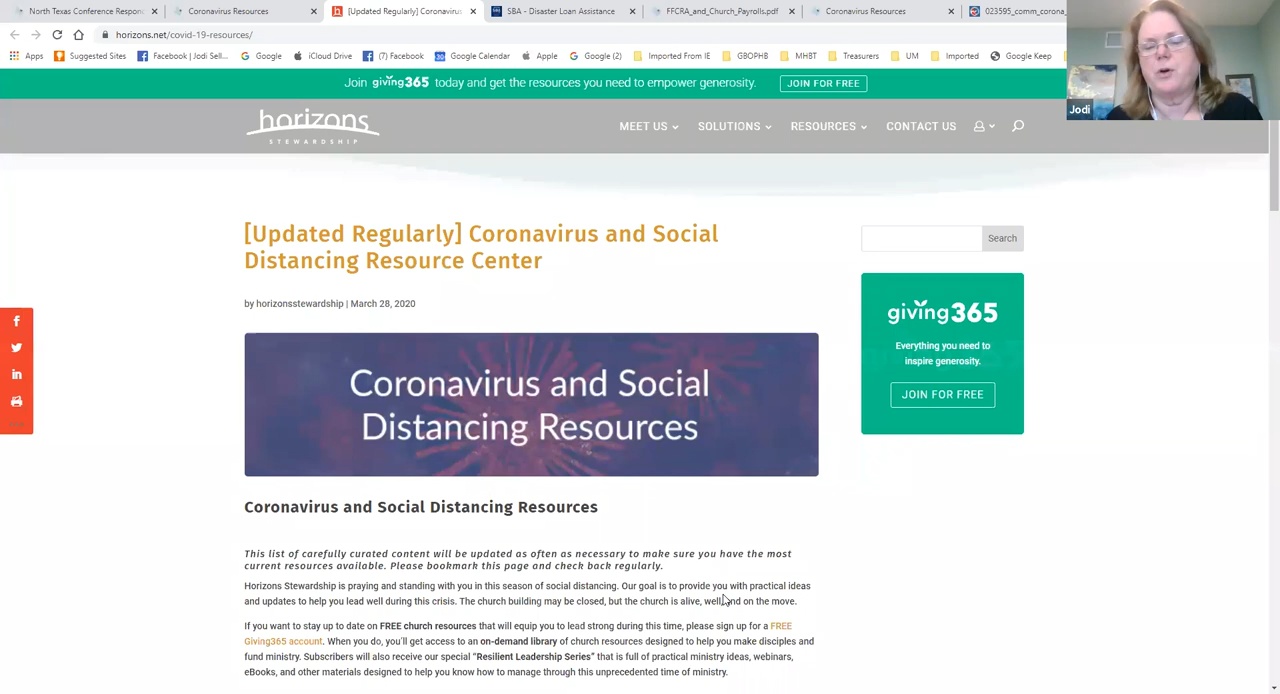 North Texas Conference Respon
Coronavirus Resources
[Updated Regularly] Coronavirus
SBA - Disaster Loan Assistance
FFCRA_and_Church_Payrolls.pdf
Coronavirus Resources
023595_comm_corona_
horizons.net/covid-19-resources/
Apps
Suggested Sites
Facebook | Jodi Sell...
Google
iCloud Drive
(7) Facebook
Google Calendar
Apple
Google (2)
Imported From IE
GBOPHB
MHBT
Treasurers
UM
Imported
Google Keep
Jodi
Join giving365 today and get the resources you need to empower generosity.
JOIN FOR FREE
horizons
STEWARDSHIP
MEET US
SOLUTIONS
RESOURCES
CONTACT US
[Updated Regularly] Coronavirus and Social
Distancing Resource Center
Search
by horizonsstewardship | March 28, 2020
giving365
Everything you need to
inspire generosity.
JOIN FOR FREE
Coronavirus and Social
Distancing Resources
Coronavirus and Social Distancing Resources
This list of carefully curated content will be updated as often as necessary to make sure you have the most
current resources available. Please bookmark this page and check back regularly.
Horizons Stewardship is praying and standing with you in this season of social distancing. Our goal is to provide you with practical ideas
and updates to help you lead well during this crisis. The church building may be closed, but the church is alive, well, and on the move.
If you want to stay up to date on FREE church resources that will equip you to lead strong during this time, please sign up for a FREE
Giving365 account. When you do, you'll get access to an on-demand library of church resources designed to help you make disciples and
fund ministry. Subscribers will also receive our special "Resilient Leadership Series" that is full of practical ministry ideas, webinars,
eBooks, and other materials designed to help you know how to manage through this unprecedented time of ministry.